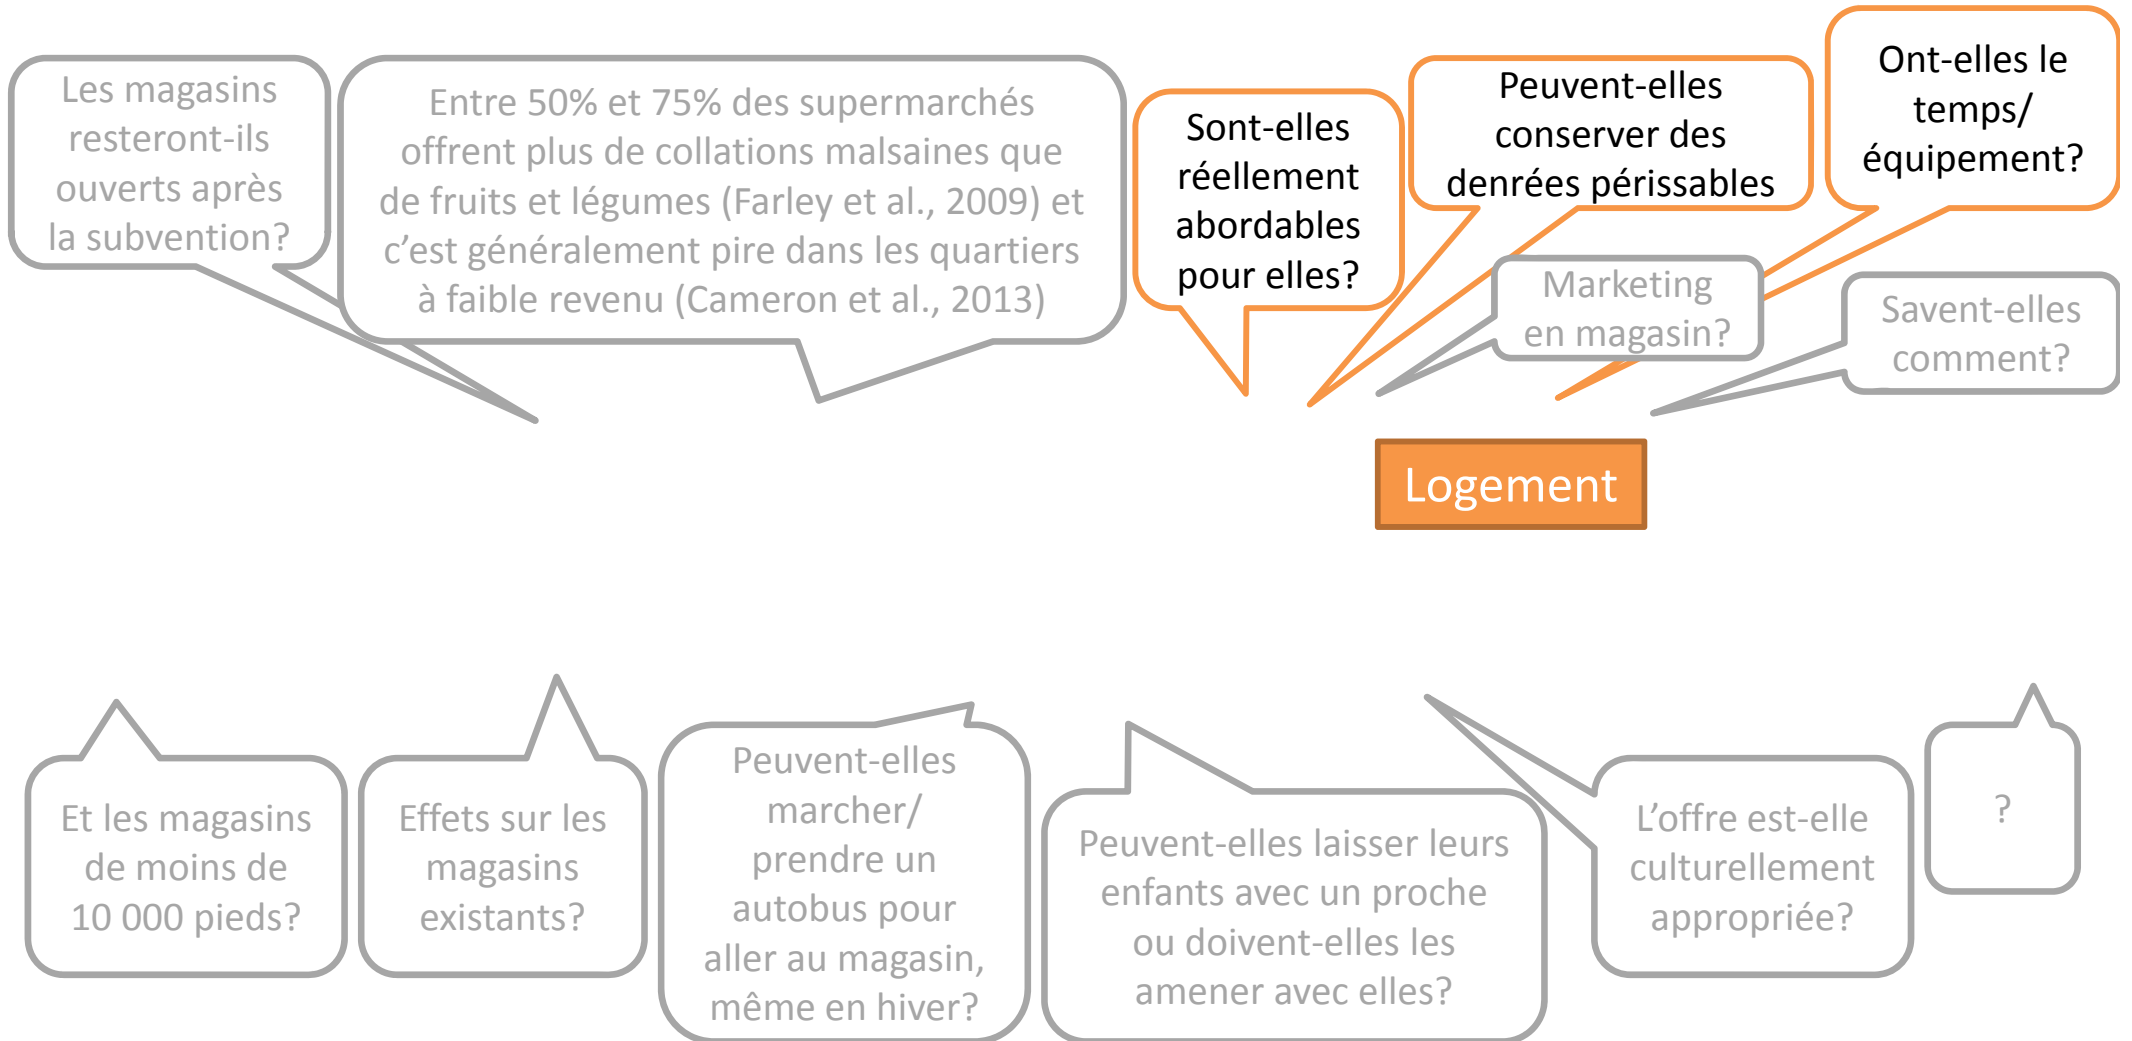 Les magasins
resteront-ils
ouverts après
la subvention?
Entre 50% et 75% des supermarchés
offrent plus de collations malsaines que
de fruits et légumes (Farley et al., 2009) et
c’est généralement pire dans les quartiers
à faible revenu (Cameron et al., 2013)
Sont-elles
réellement
abordables
pour elles?
Peuvent-elles
conserver des
denrées périssables
Ont-elles le
temps/
équipement?
Marketing
en magasin?
Savent-elles
comment?
Logement
Et les magasins
de moins de
10 000 pieds?
Effets sur les
magasins
existants?
Peuvent-elles
marcher/
prendre un
autobus pour
aller au magasin,
même en hiver?
Peuvent-elles laisser leurs
enfants avec un proche
ou doivent-elles les
amener avec elles?
L’offre est-elle
culturellement
appropriée?
?